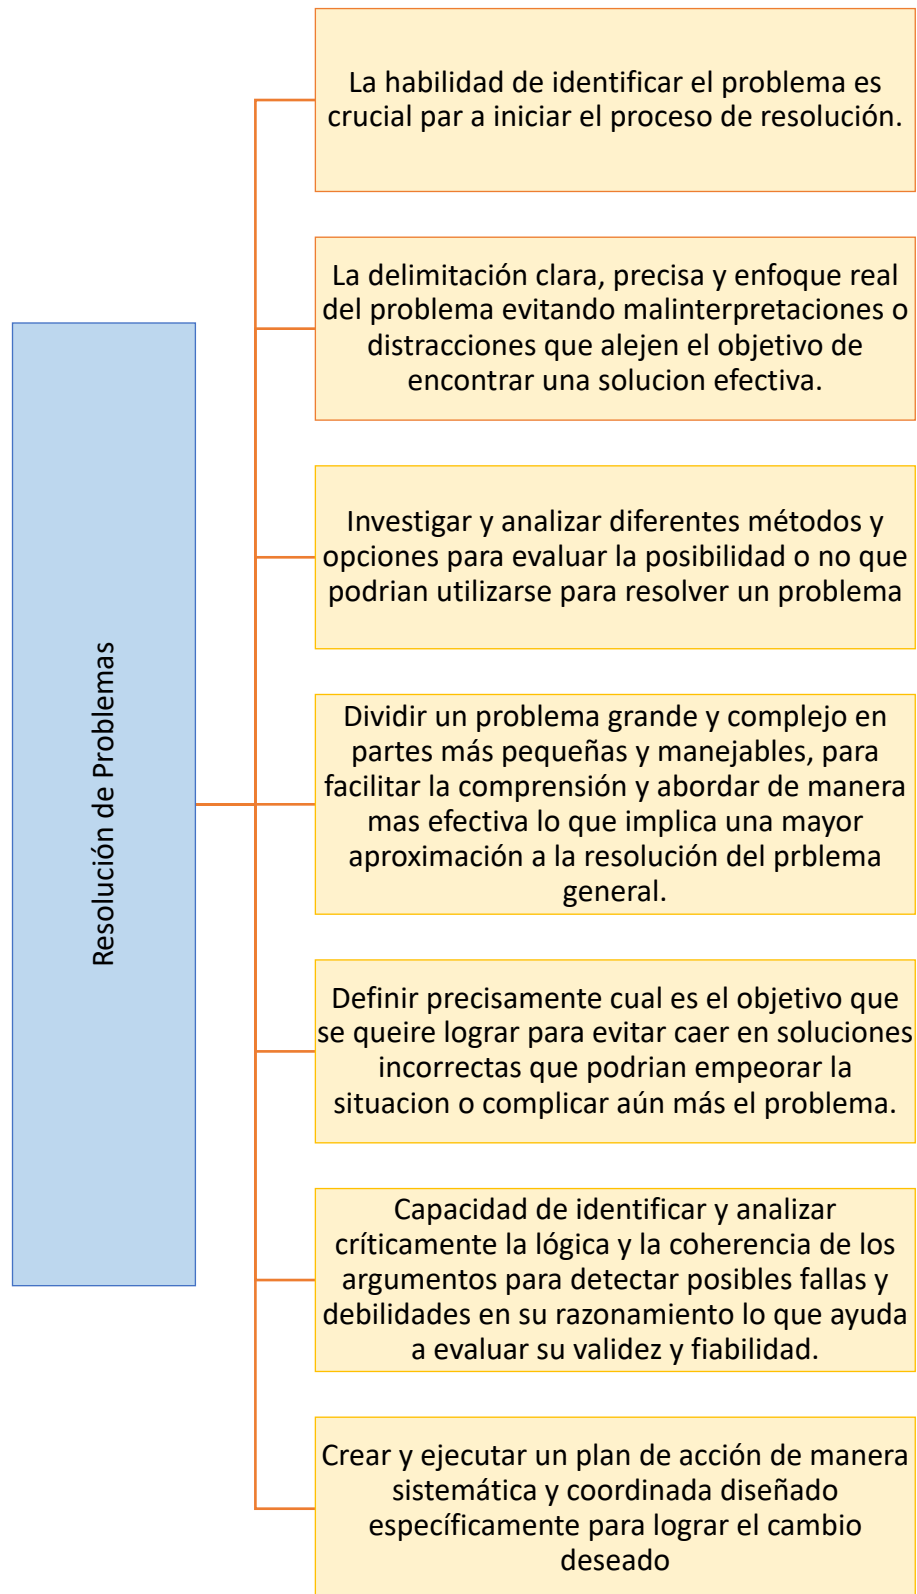 La habilidad de identificar el problema es
crucial par a iniciar el proceso de resolución.
La delimitación clara, precisa y enfoque real
del problema evitando malinterpretaciones o
distracciones que alejen el objetivo de
encontrar una solucion efectiva.
Investigar y analizar diferentes métodos y
opciones para evaluar la posibilidad o no que
podrian utilizarse para resolver un problema
Resolución de Problemas
Dividir un problema grande y complejo en
partes más pequeñas y manejables, para
facilitar la comprensión y abordar de manera
mas efectiva lo que implica una mayor
aproximación a la resolución del prblema
general.
Definir precisamente cual es el objetivo que
se queire lograr para evitar caer en soluciones
incorrectas que podrian empeorar la
situacion o complicar aún más el problema.
Capacidad de identificar y analizar
críticamente la lógica y la coherencia de los
argumentos para detectar posibles fallas y
debilidades en su razonamiento lo que ayuda
a evaluar su validez y fiabilidad.
Crear y ejecutar un plan de acción de manera
sistemática y coordinada diseñado
específicamente para lograr el cambio
deseado